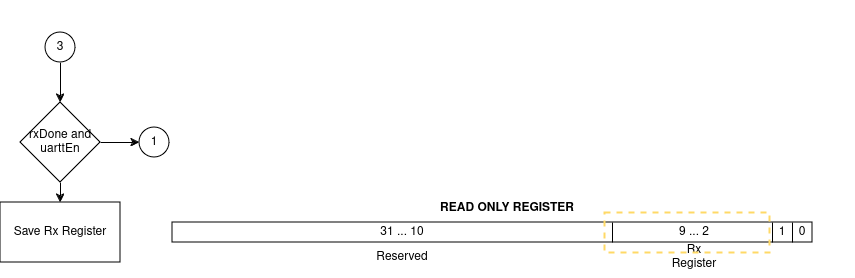 3
rxDone and
uarttEn
1
READ ONLY REGISTER
Save Rx Register
31 ... 10
9 ... 2
1
0
Reserved
Rx
Register